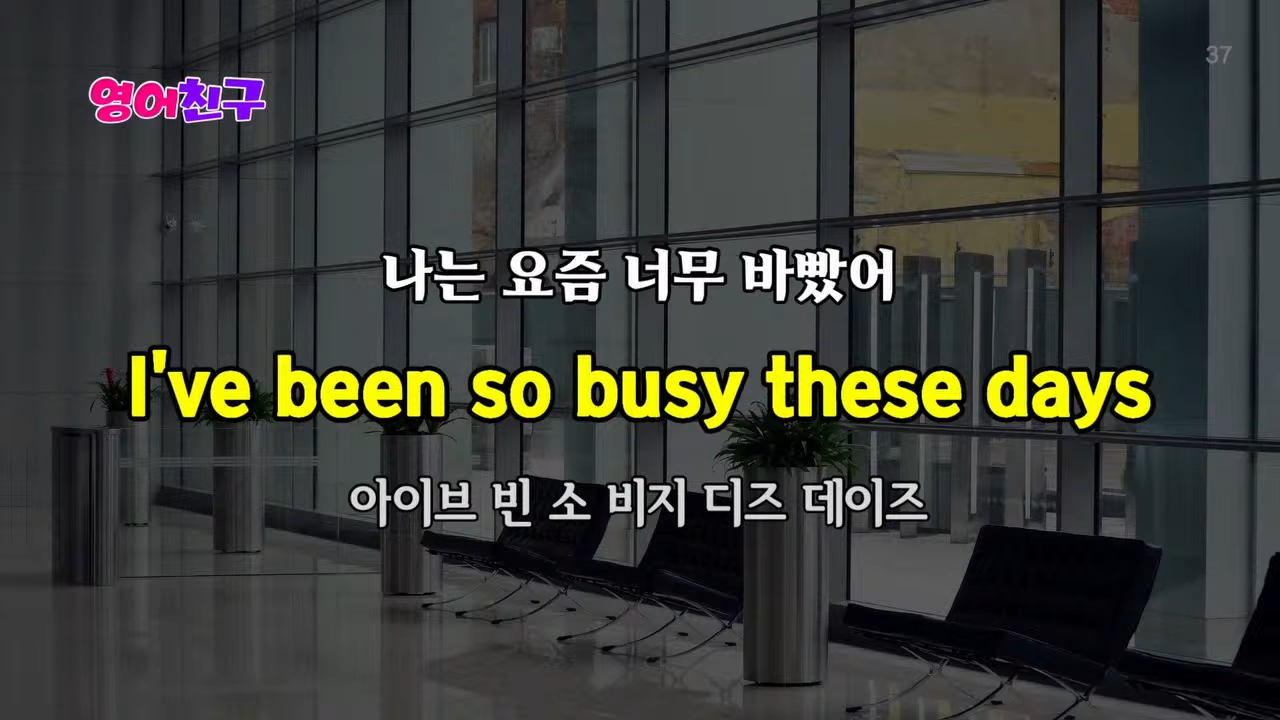 37
영어친구
나는 요즘 너무 바빴어
I've been so busy these days
아이브 빈 소 비지 디즈 데이즈